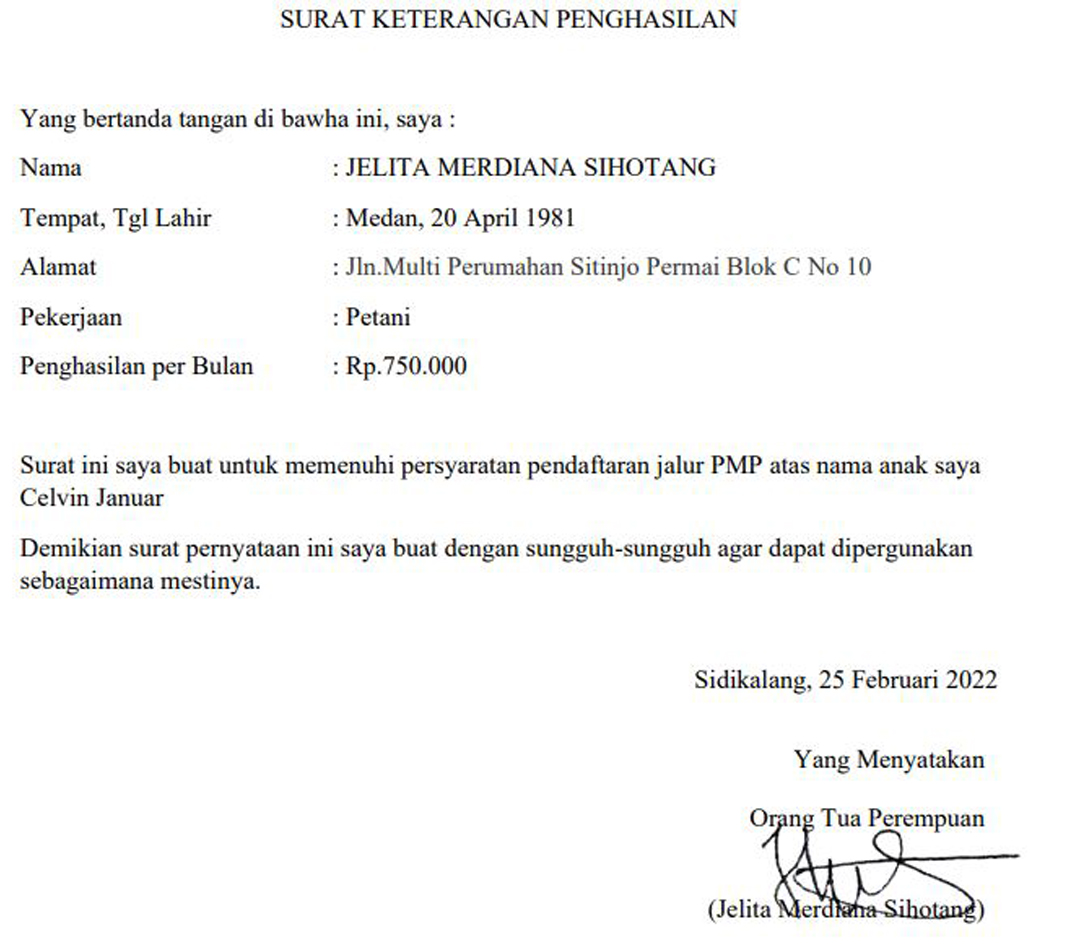 SURAT KETERANGAN PENGHASILAN
Yang bertanda tangan di bawha ini, saya :
Nama : JELITA MERDIANA SIHOTANG
Tempat, Tgl Lahir : Medan, 20 April 1981
Alamat : Jln.Multi Perumahan Sitinjo Permai Blok C No 10
Pekerjaan : Petani
Penghasilan per Bulan : Rp.750.000
Surat ini saya buat untuk memenuhi persyaratan pendaftaran jalur PMP atas nama anak saya
Celvin Januar
Demikian surat pernyataan ini saya buat dengan sungguh-sungguh agar dapat dipergunakan
sebagaimana mestinya.
Sidikalang, 25 Februari 2022
Yang Menyatakan
Orang Tua Perempuan
(Jelita Merdiana Sihotang)